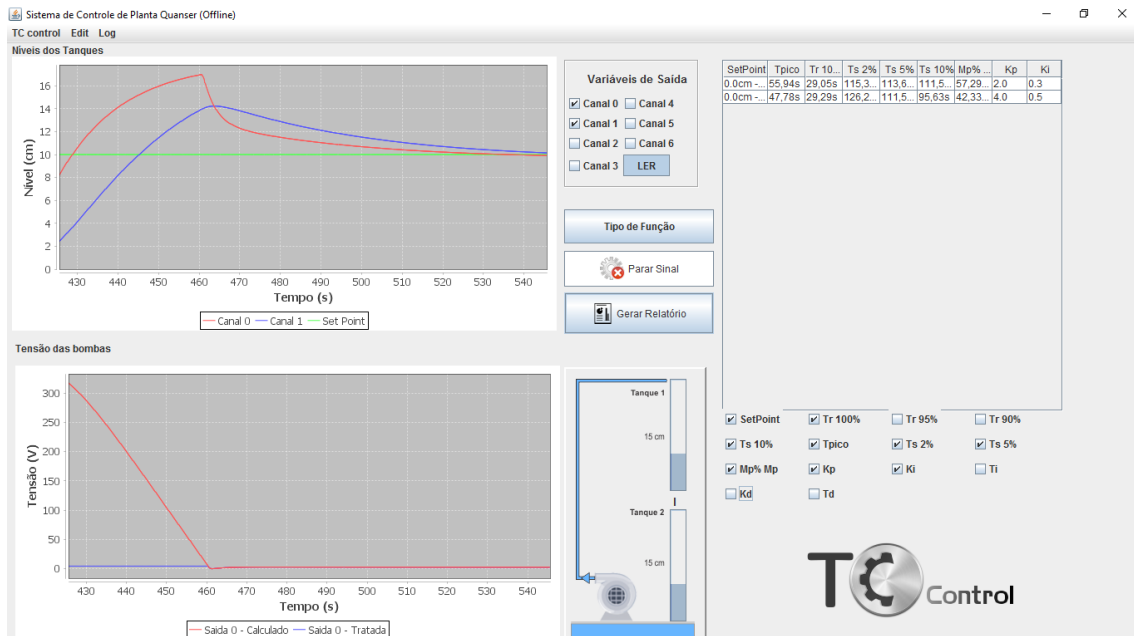 Sistema de Controle de Planta Quanser (Offline)
TC control Edit Log
Níveis dos Tanques
Nível (cm)
16
14
12
10
8
6
4
2
0
430 440 450 460 470 480 490 500 510 520 530 540
Tempo (s)
Canal 0 Canal 1 Set Point
Tensão das bombas
Tensão (V)
300
250
200
150
100
50
0
430 440 450 460 470 480 490 500 510 520 530 540
Tempo (s)
Saida 0 - Calculado Saida 0 - Tratada
Variáveis de Saída
Canal 0 Canal 4
Canal 1 Canal 5
Canal 2 Canal 6
Canal 3 LER
Tipo de Função
Parar Sinal
Gerar Relatório
Tanque 1
15 cm
Tanque 2
15 cm
SetPoint Tpico Tr 10... Ts 2% Ts 5% Ts 10% Mp% ... Kp Ki
0.0cm -... 55,94s 29,05s 115,3... 113,6... 111,5... 57,29... 2.0 0.3
0.0cm -... 47,78s 29,29s 126,2... 111,5... 95,63s 42,33... 4.0 0.5
SetPoint Tr 100% Tr 95% Tr 90%
Ts 10% Tpico Ts 2% Ts 5%
Mp% Mp Kp Ki Ti
Kd Td
TC Control